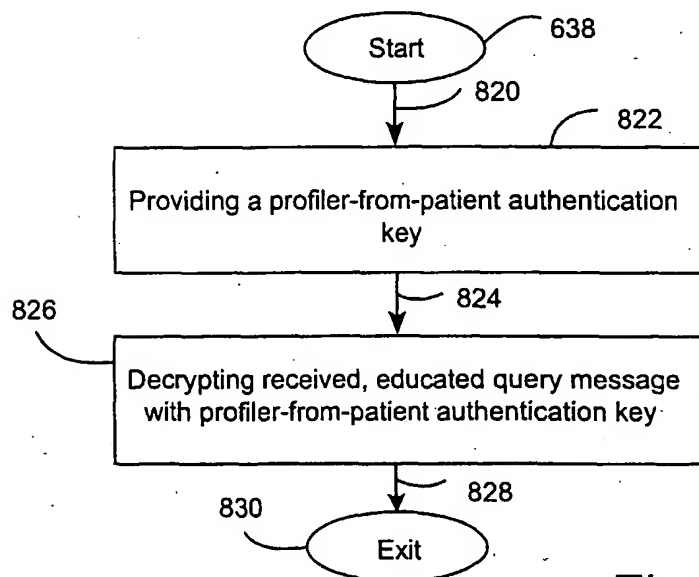 Start
638
820
822
Providing a profiler-from-patient authentication
key
824
826
Decrypting received, educated query message
with profiler-from-patient authentication key
828
830
Exit